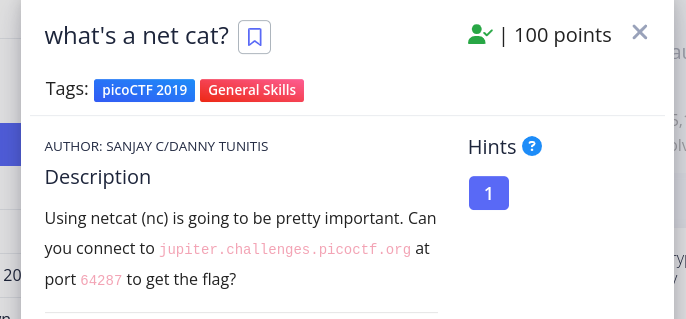 what's a net cat?
| 100 points
Tags: picoCTF 2019 General Skills
AUTHOR: SANJAY C/DANNY TUNITIS
Hints ?
Description
1
Using netcat (nc) is going to be pretty important. Can
you connect to jupiter.challenges.picoctf.org at
port 64287 to get the flag?
20